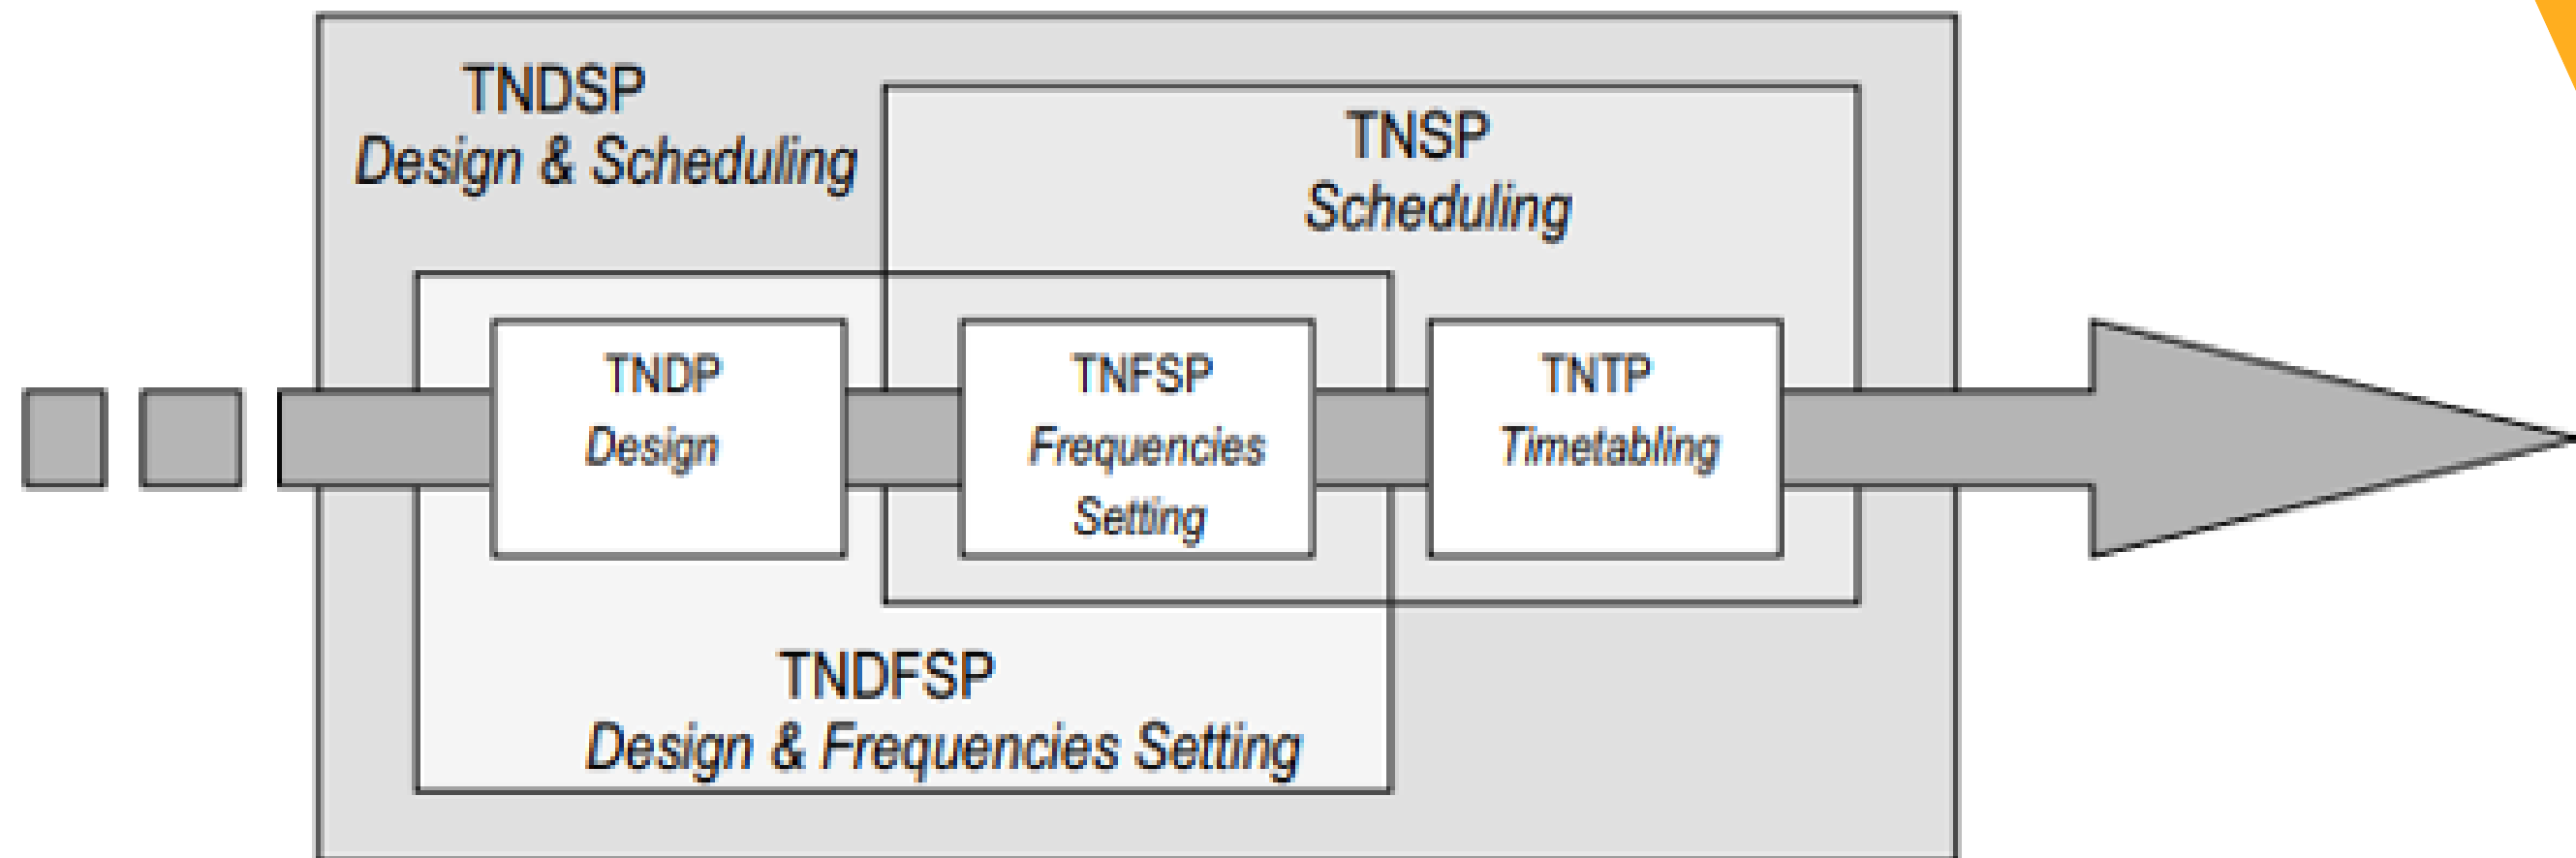 TNDSP
Design & Scheduling
TNSP
Scheduling
TNDP
Design
TNFSP
Frequencies
Setting
TNTP
Timetabling
TNDFSP
Design & Frequencies Setting